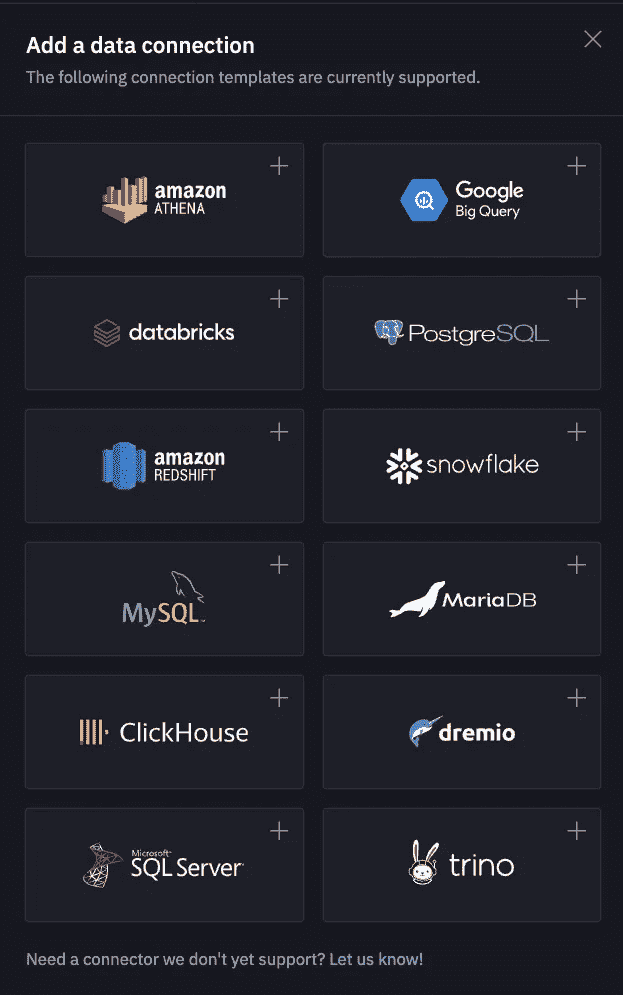 Add a data connection
The following connection templates are currently supported.
amazon
ATHENA
Google
Big Query
databricks
PostgreSQL
amazon
REDSHIFT
snowflake
MySQL™
MariaDB
ClickHouse
dremio
Microsoft®
SQL Server®
trino
Need a connector we don't yet support? Let us know!